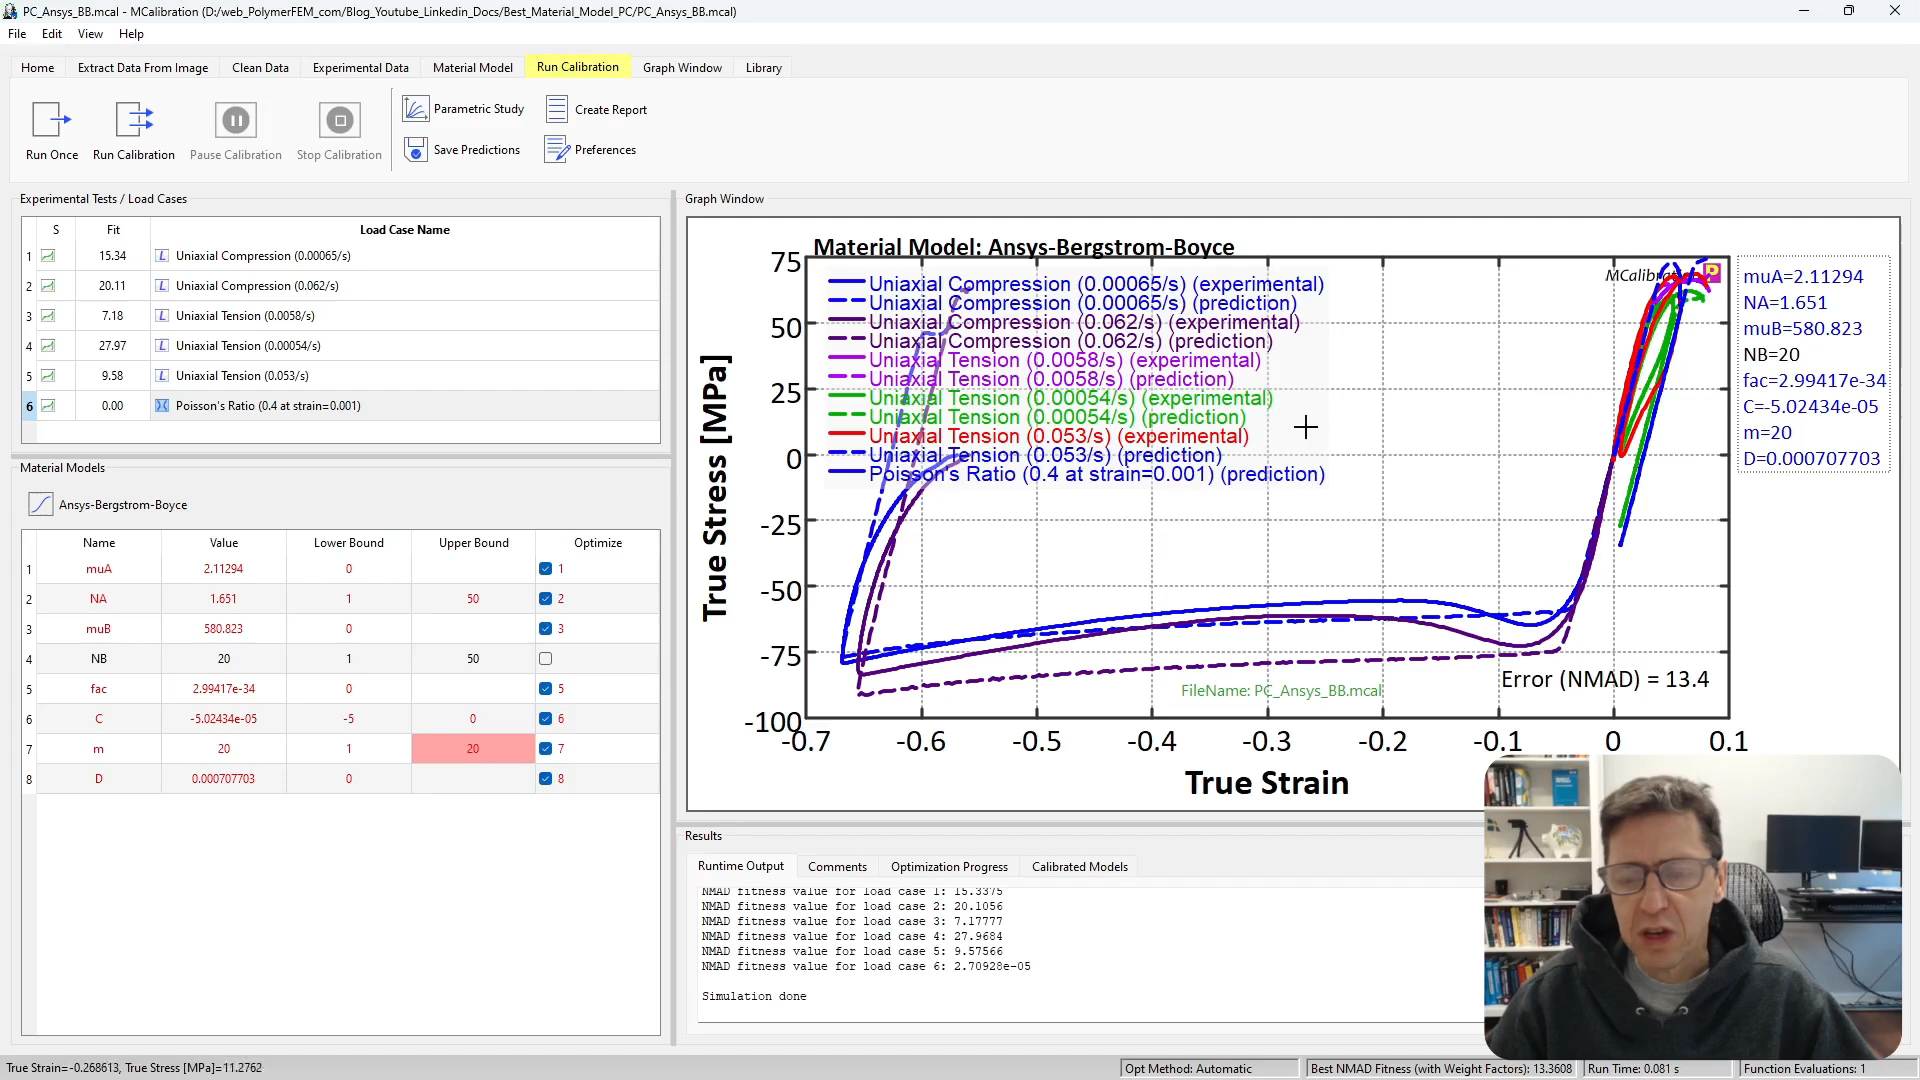 PC_Ansys_BB.mcal - MCalibration (D:/web_PolymerFEM_com/Blog_Youtube_Linkedin_Docs/Best_Material_Model_PC/PC_Ansys_BB.mcal)
File Edit View Help
Home Extract Data From Image Clean Data Experimental Data Material Model Run Calibration Graph Window Library
Run Once Run Calibration Pause Calibration Stop Calibration
Parametric Study Create Report
Save Predictions Preferences
Experimental Tests / Load Cases
S Fit Load Case Name
1 15.34 L Uniaxial Compression (0.00065/s)
2 20.11 L Uniaxial Compression (0.062/s)
3 7.18 L Uniaxial Tension (0.0058/s)
4 27.97 L Uniaxial Tension (0.00054/s)
5 9.58 L Uniaxial Tension (0.053/s)
6 0.00 Poisson's Ratio (0.4 at strain=0.001)
Material Models
Ansys-Bergstrom-Boyce
Name Value Lower Bound Upper Bound Optimize
1 muA 2.11294 0 1
2 NA 1.651 1 50 2
3 muB 580.823 0 3
4 NB 20 1 50
5 fac 2.99417e-34 0 5
6 C -5.02434e-05 -5 0 6
7 m 20 1 20 7
8 D 0.000707703 0 8
Graph Window
Material Model: Ansys-Bergstrom-Boyce
Uniaxial Compression (0.00065/s) (experimental)
Uniaxial Compression (0.00065/s) (prediction)
Uniaxial Compression (0.062/s) (experimental)
Uniaxial Compression (0.062/s) (prediction)
Uniaxial Tension (0.0058/s) (experimental)
Uniaxial Tension (0.0058/s) (prediction)
Uniaxial Tension (0.00054/s) (experimental)
Uniaxial Tension (0.00054/s) (prediction)
Uniaxial Tension (0.053/s) (experimental)
Uniaxial Tension (0.053/s) (prediction)
Poisson's Ratio (0.4 at strain=0.001) (prediction)
P
muA=2.11294
NA=1.651
muB=580.823
NB=20
fac=2.99417e-34
C=-5.02434e-05
m=20
D=0.000707703
75
50
25
0
-25
-50
-75
-100
True Stress [MPa]
FileName: PC_Ansys_BB.mcal
Error (NMAD) = 13.4
-0.7 -0.6 -0.5 -0.4 -0.3 -0.2 -0.1 0 0.1
True Strain
Results
Runtime Output Comments Optimization Progress Calibrated Models
NMAD fitness value for load case 1: 15.3375
NMAD fitness value for load case 2: 20.1056
NMAD fitness value for load case 3: 7.17777
NMAD fitness value for load case 4: 27.9684
NMAD fitness value for load case 5: 9.57566
NMAD fitness value for load case 6: 2.70928e-05
Simulation done
True Strain=-0.268613, True Stress [MPa]=11.2762
Opt Method: Automatic Best NMAD Fitness (with Weight Factors): 13.3608 Run Time: 0.081 s Function Evaluations: 1